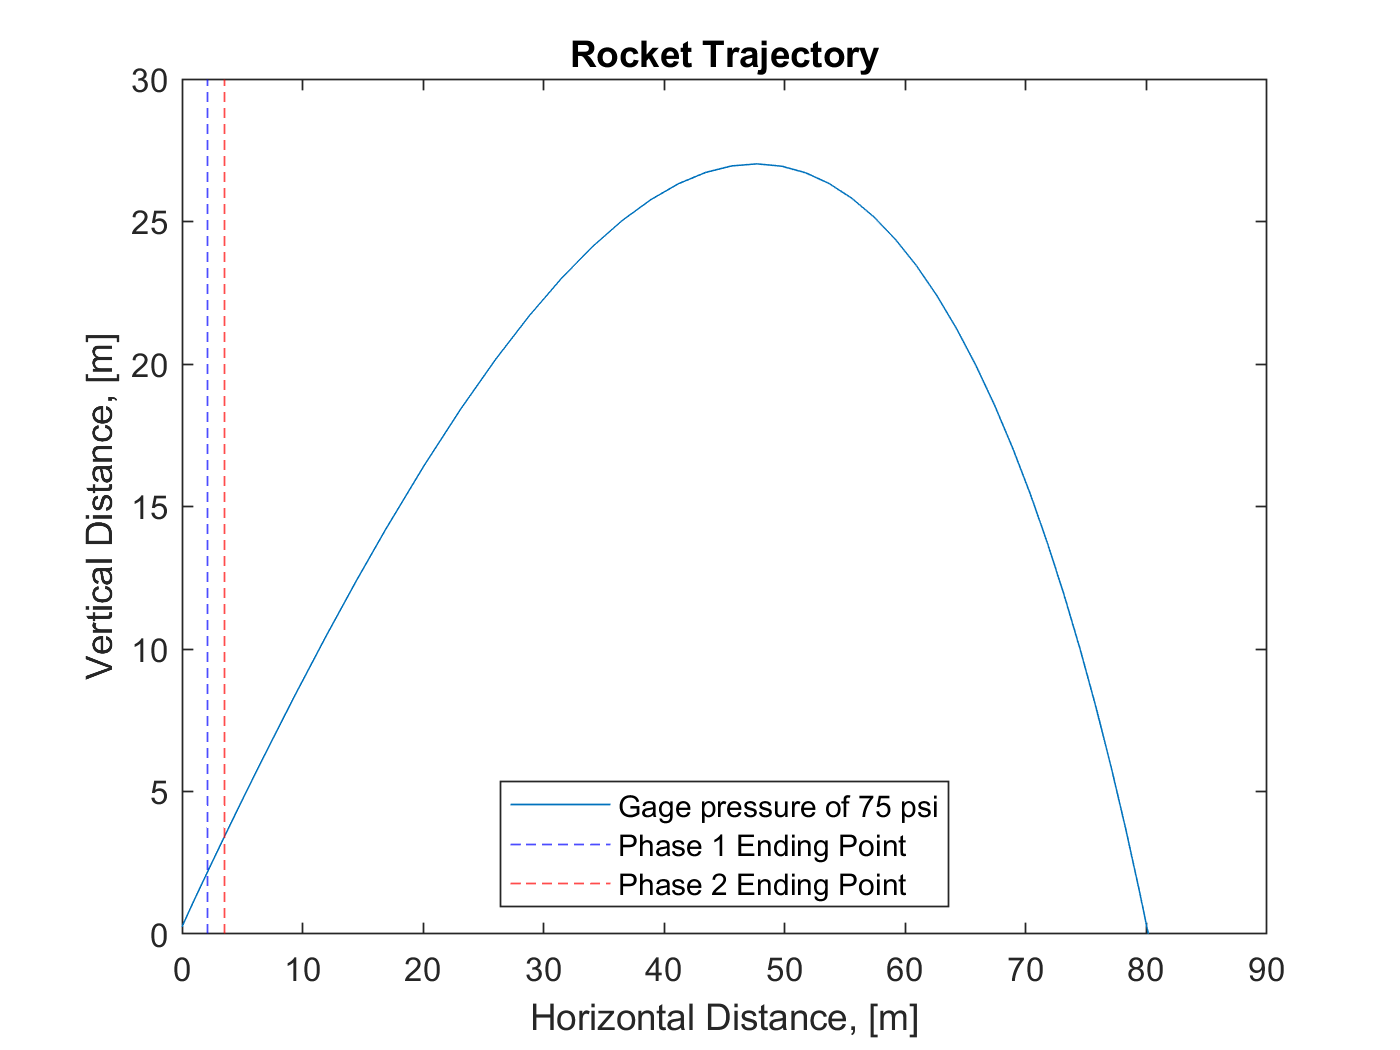 Rocket Trajectory
30
25
20
15
10
5
0
Vertical Distance, [m]
Gage pressure of 75 psi
Phase 1 Ending Point
Phase 2 Ending Point
0 10 20 30 40 50 60 70 80 90
Horizontal Distance, [m]